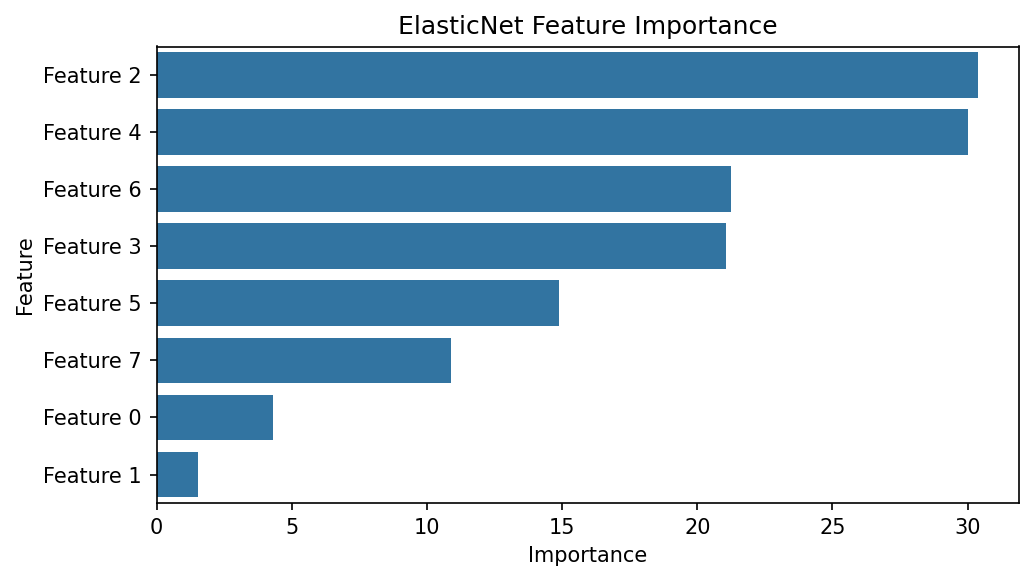 ElasticNet Feature Importance
Feature
Feature 2
Feature 4
Feature 6
Feature 3
Feature 5
Feature 7
Feature 0
Feature 1
0 5 10 15 20 25 30
Importance